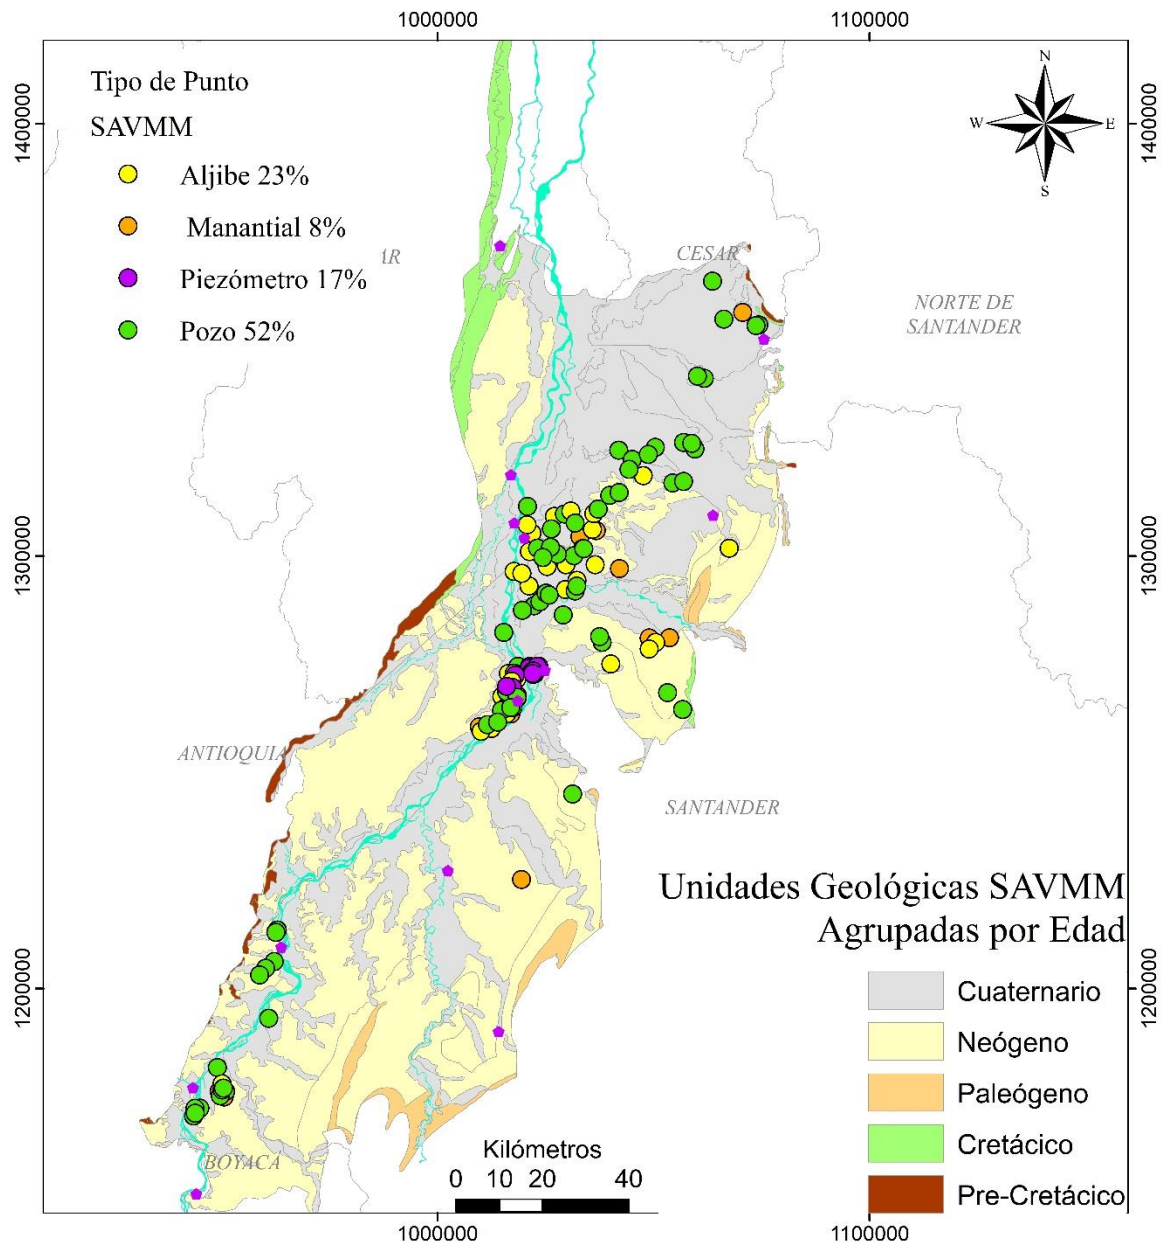 1000000
1100000
Tipo de Punto
SAVMM
Aljibe 23%
Manantial 8%
Piezómetro 17%
Pozo 52%
N
W
E
S
1400000
1400000
ÁR
CESAR
NORTE DE
SANTANDER
1300000
1300000
ANTIOQUIA
SANTANDER
Unidades Geológicas SAVMM
Agrupadas por Edad
Cuaternario
Neógeno
Paleógeno
Cretácico
Pre-Cretácico
1200000
1200000
BOYACA
Kilómetros
0 10 20 40
1000000
1100000